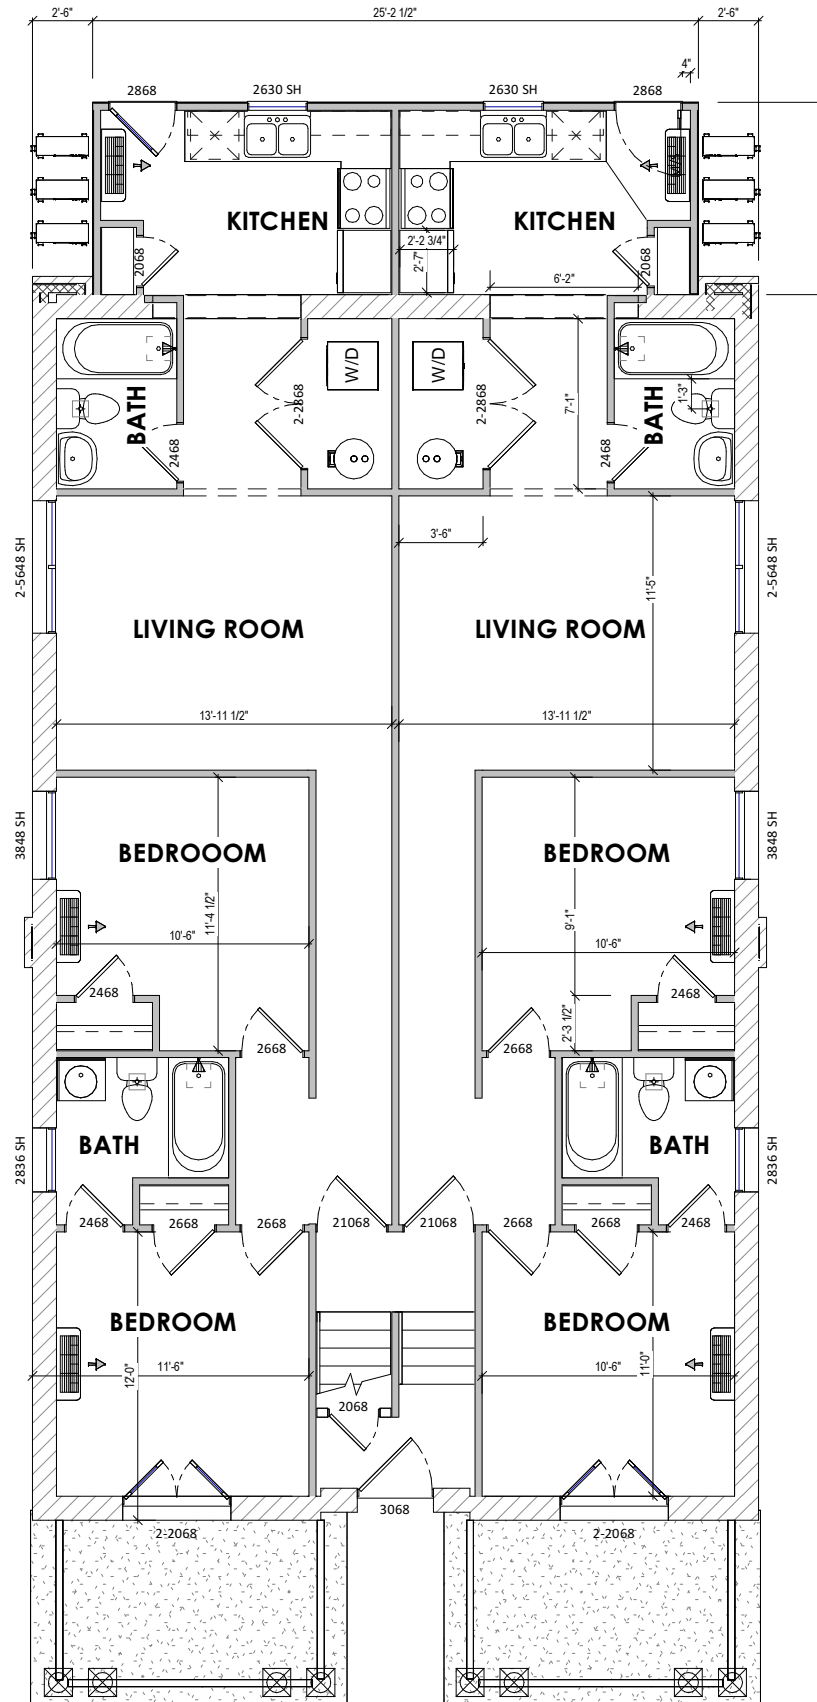 2'-6" 25'-2 1/2" 2'-6"
4"
2868 2630 SH 2630 SH 2868
KITCHEN KITCHEN
2068 2'-2 3/4" 2'-7" 2068
6'-2"
W/D W/D
BATH 2-2868 2-2868 7'-1" BATH 1'-3"
2468 2468
3'-6"
2-5648 SH 11'-5" 2-5648 SH
LIVING ROOM LIVING ROOM
13'-11 1/2" 13'-11 1/2"
3848 SH BEDROOOM BEDROOM 3848 SH
11'-4 1/2" 9'-1"
10'-6" 10'-6"
2468 2468
2'-3 1/2"
2668 2668
2836 SH BATH BATH 2836 SH
2468 2668 2668 21068 21068 2668 2668 2468
BEDROOM BEDROOM
11'-6" 12'-0" 10'-6" 11'-0"
2068
2-2068 3068 2-2068